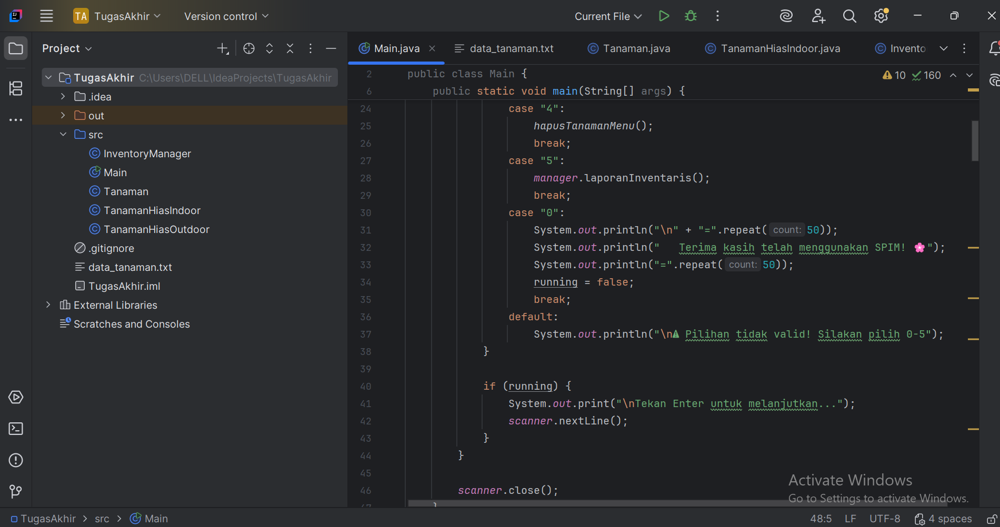 TA TugasAkhir Version control Current File
Project
Main.java data_tanaman.txt Tanaman.java TanamanHiasIndoor.java Invento
TugasAkhir C:\Users\DELL\IdeaProjects\TugasAkhir
.idea
out
src
InventoryManager
Main
Tanaman
TanamanHiasIndoor
TanamanHiasOutdoor
.gitignore
data_tanaman.txt
TugasAkhir.iml
External Libraries
Scratches and Consoles
10 160
2 public class Main {
6 public static void main(String[] args) {
24 case "4":
25 hapusTanamanMenu();
26 break;
27 case "5":
28 manager.laporanInventaris();
29 break;
30 case "0":
31 System.out.println("\n" + "=".repeat( count: 50));
32 System.out.println("   Terima kasih telah menggunakan SPIM! 🌸");
33 System.out.println("=".repeat( count: 50));
34 running = false;
35 break;
36 default:
37 System.out.println("\n⚠ Pilihan tidak valid! Silakan pilih 0-5");
38 }
39
40 if (running) {
41 System.out.print("\nTekan Enter untuk melanjutkan...");
42 scanner.nextLine();
43 }
44 }
45
46 scanner.close();
47 }
Activate Windows
Go to Settings to activate Windows.
TugasAkhir > src > Main 48:5 LF UTF-8 4 spaces